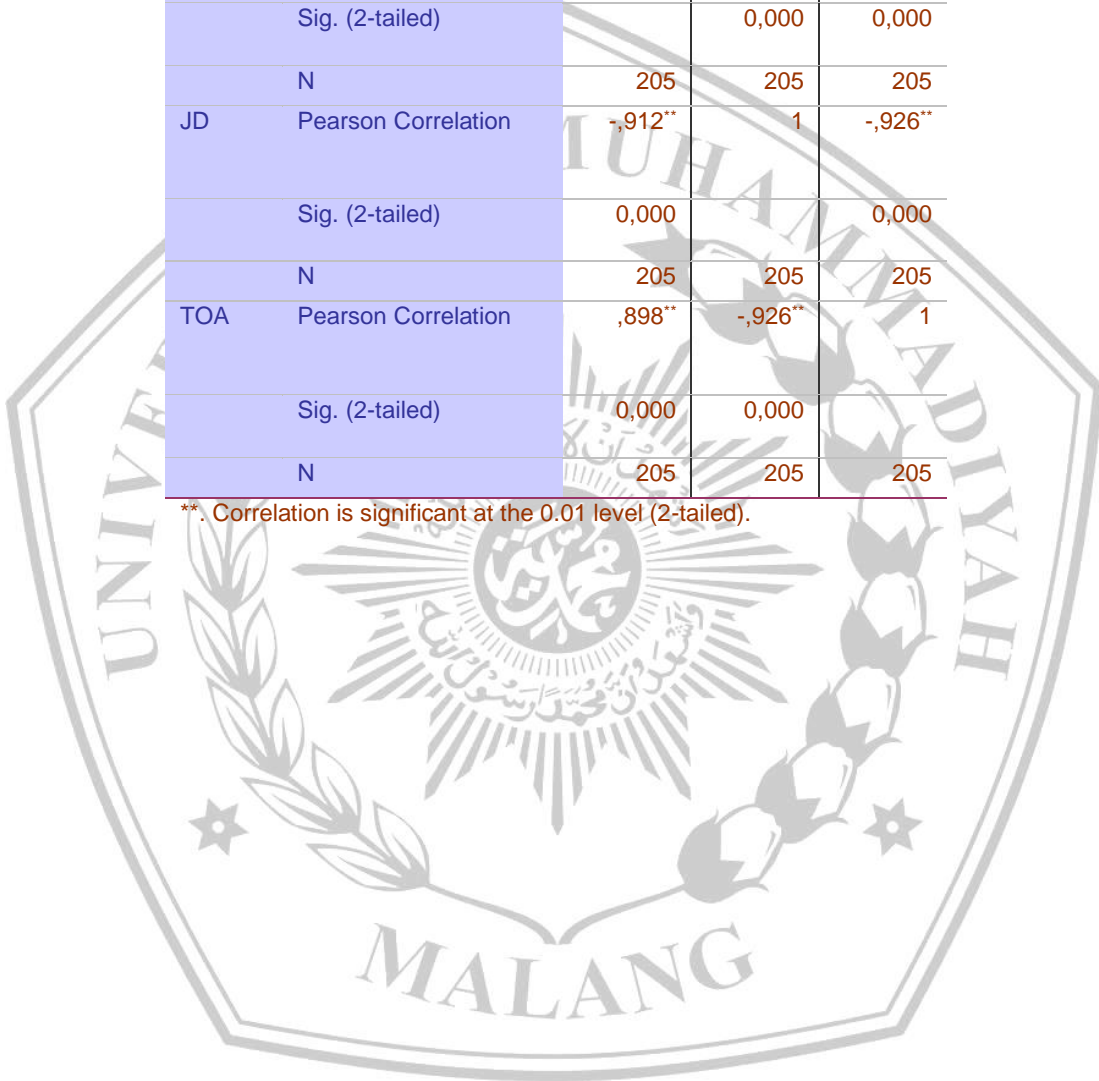 Sig. (2-tailed) 0,000 0,000
N 205 205 205
JD Pearson Correlation -,912** 1 -,926**
Sig. (2-tailed) 0,000 0,000
N 205 205 205
TOA Pearson Correlation ,898** -,926** 1
Sig. (2-tailed) 0,000 0,000
N 205 205 205
**. Correlation is significant at the 0.01 level (2-tailed).
MUHAMMADIYAH
MALANG